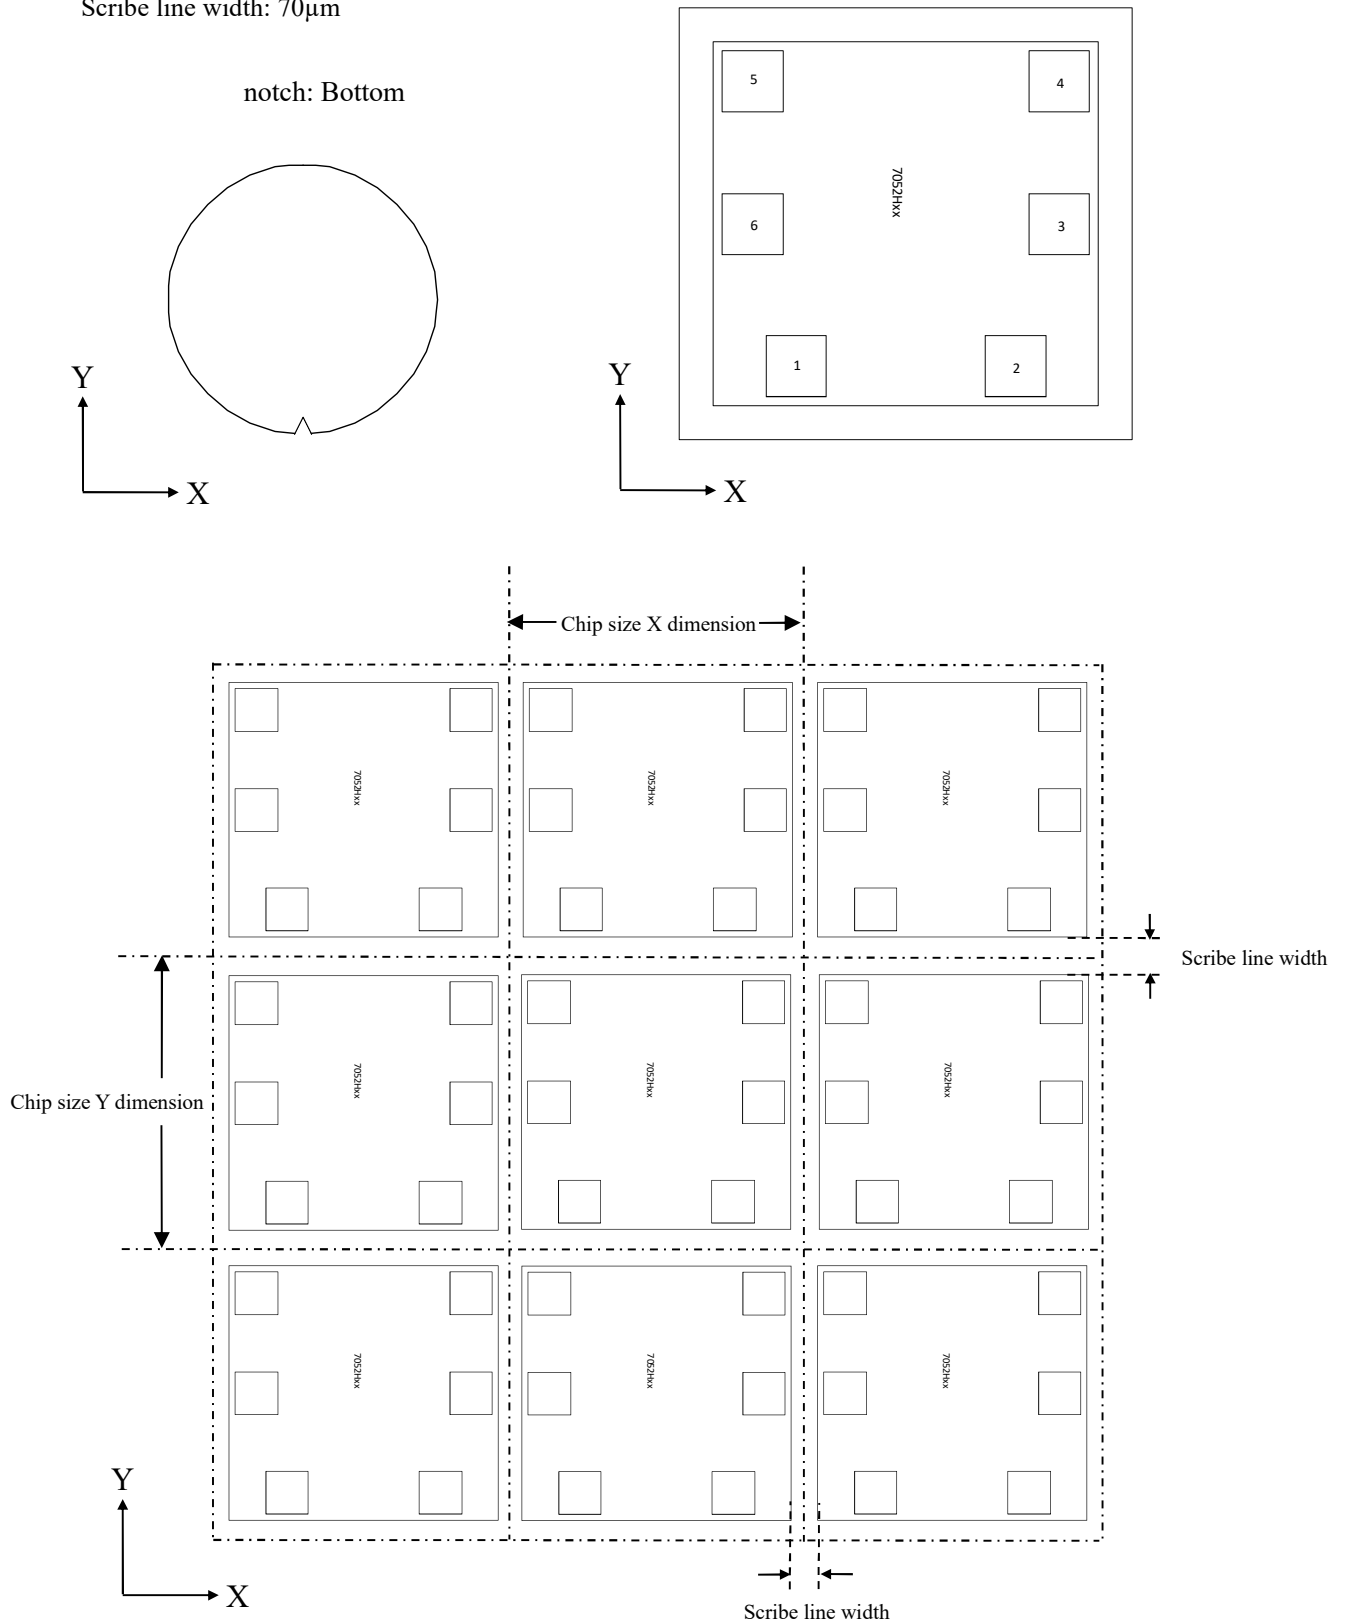 Scribe line width: 70μm
notch: Bottom
5
4
7052Hxx
6
3
1
2
Y
X
Y
X
Chip size X dimension
7052Hxx
7052Hxx
7052Hxx
Scribe line width
7052Hxx
7052Hxx
7052Hxx
Chip size Y dimension
7052Hxx
7052Hxx
7052Hxx
Y
X
Scribe line width